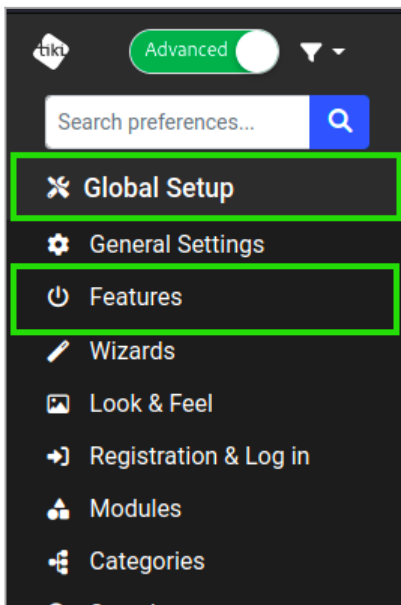 tiki
Advanced
Search preferences...
Global Setup
General Settings
Features
Wizards
Look & Feel
Registration & Log in
Modules
Categories